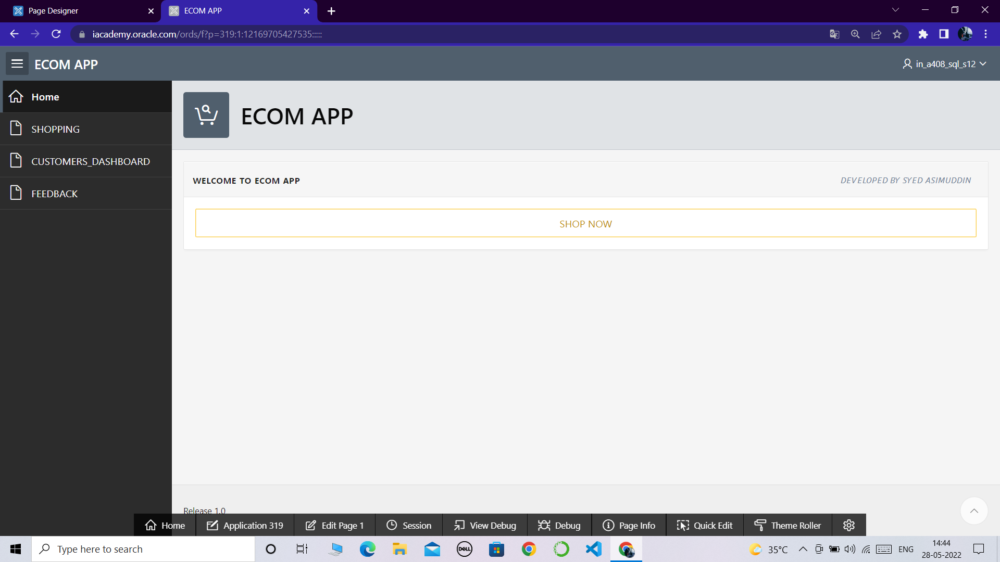 Page Designer
ECOM APP
iacademy.oracle.com/ords/f?p=319:1:12169705427535:::::
ECOM APP
in_a408_sql_s12
Home
SHOPPING
CUSTOMERS_DASHBOARD
FEEDBACK
ECOM APP
WELCOME TO ECOM APP
DEVELOPED BY SYED ASIMUDDIN
SHOP NOW
Release 1.0
Home
Application 319
Edit Page 1
Session
View Debug
Debug
Page Info
Quick Edit
Theme Roller
Type here to search
DELL
35°C
ENG
14:44
28-05-2022